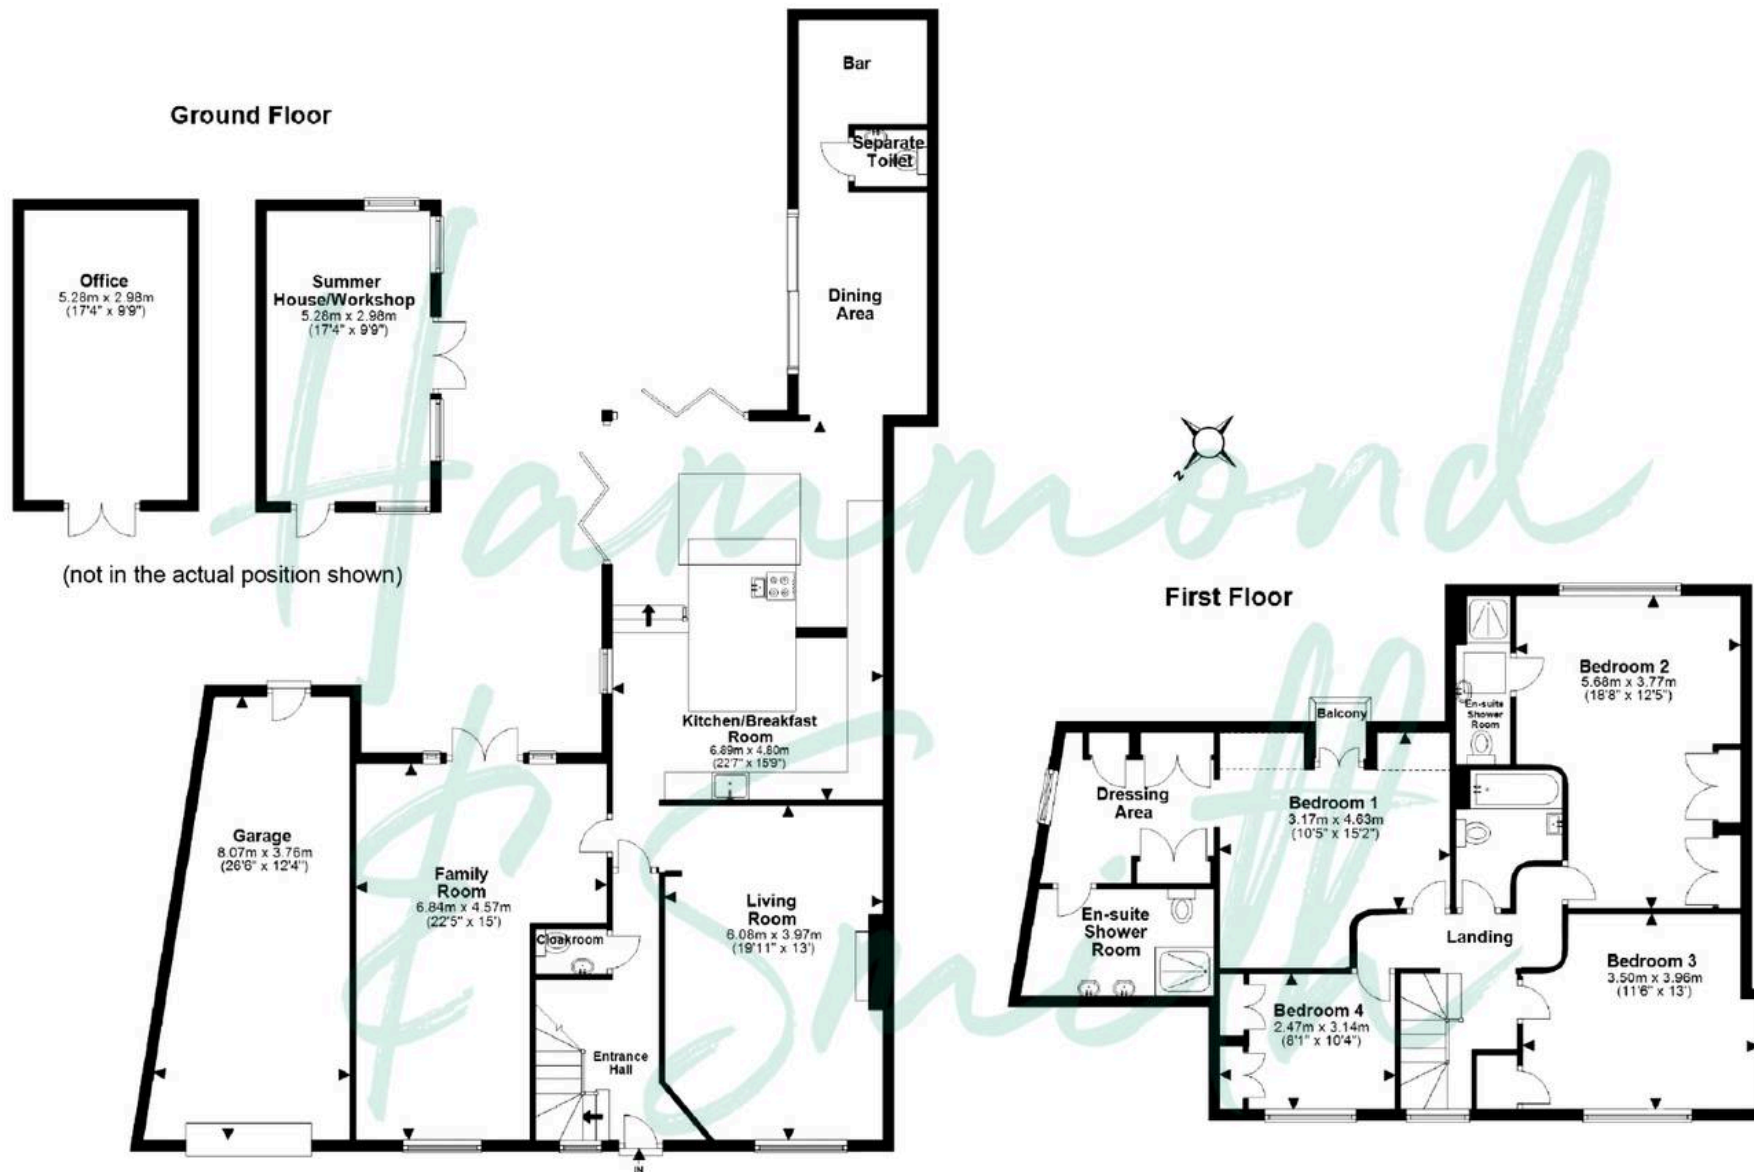 Ground Floor
Bar
Separate
Toilet
Office
5.28m x 2.98m
(17'4" x 9'9")
Summer
House/Workshop
5.28m x 2.98m
(17'4" x 9'9")
Dining
Area
(not in the actual position shown)
Kitchen/Breakfast
Room
6.89m x 4.80m
(22'7" x 15'9")
Garage
8.07m x 3.76m
(26'6" x 12'4")
Family
Room
6.84m x 4.57m
(22'5" x 15')
Cloakroom
Living
Room
6.08m x 3.97m
(19'11" x 13')
Entrance
Hall
IN
N
First Floor
Bedroom 2
5.68m x 3.77m
(18'8" x 12'5")
En-suite
Shower
Room
Balcony
Dressing
Area
Bedroom 1
3.17m x 4.63m
(10'5" x 15'2")
En-suite
Shower
Room
Landing
Bedroom 3
3.50m x 3.96m
(11'6" x 13')
Bedroom 4
2.47m x 3.14m
(8'1" x 10'4")
Hammond
& Smith